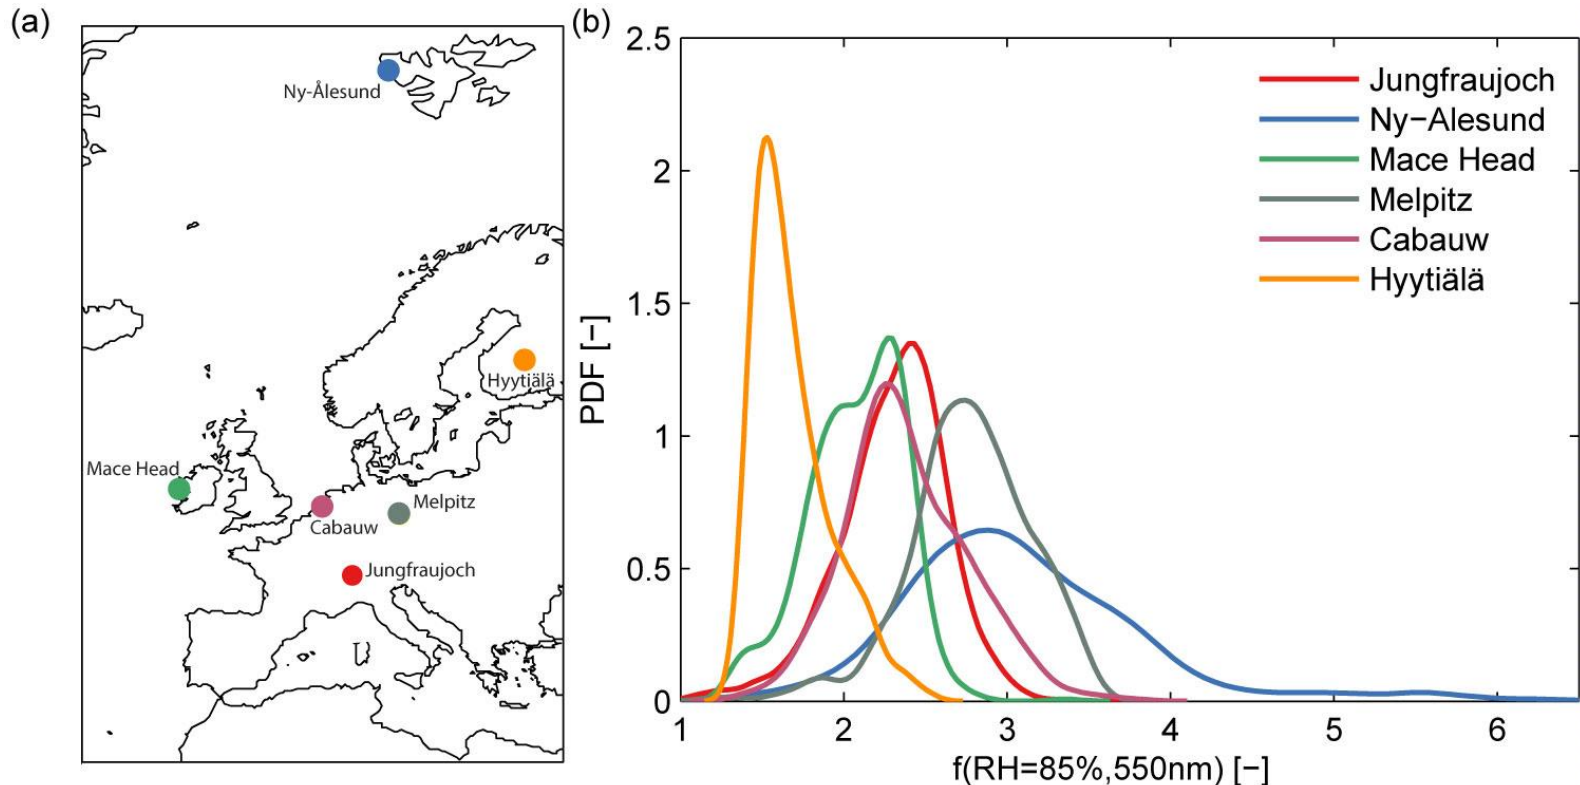 (a)
Ny-Ålesund
Hyytiälä
Mace Head
Melpitz
Cabauw
Jungfraujoch
(b)
2.5
2
1.5
1
0.5
0
PDF [−]
1 2 3 4 5 6
f(RH=85%,550nm) [−]
Jungfraujoch
Ny−Alesund
Mace Head
Melpitz
Cabauw
Hyytiälä